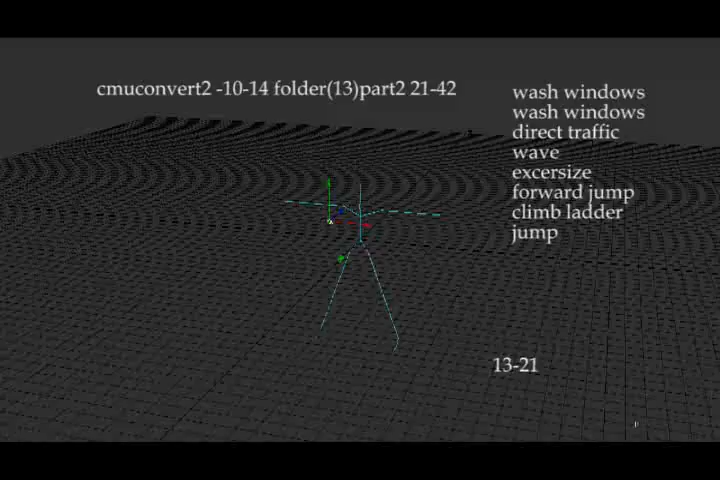 cmuconvert2 -10-14 folder(13)part2 21-42
wash windows
wash windows
direct traffic
wave
excersize
forward jump
climb ladder
jump
13-21